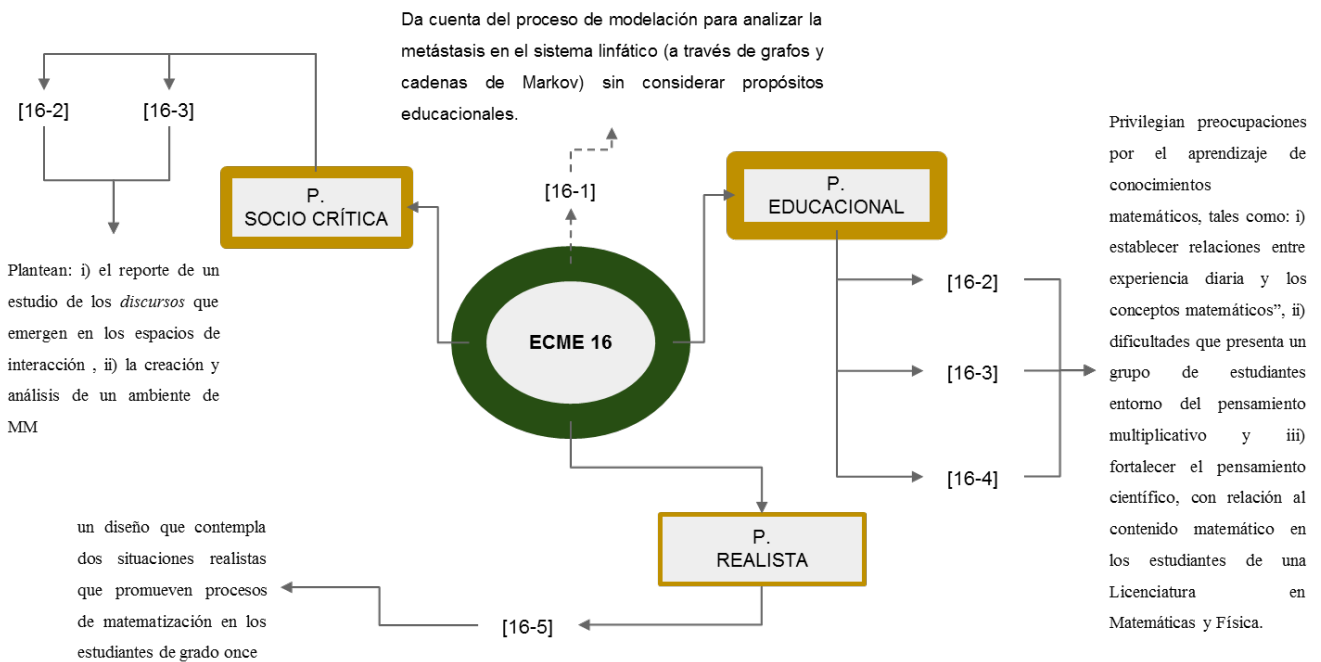 Da cuenta del proceso de modelación para analizar la
metástasis en el sistema linfático (a través de grafos y
cadenas de Markov) sin considerar propósitos
educacionales.
[16-2]
[16-3]
P.
SOCIO CRÍTICA
[16-1]
P.
EDUCACIONAL
Plantean: i) el reporte de un
estudio de los discursos que
emergen en los espacios de
interacción , ii) la creación y
análisis de un ambiente de
MM
ECME 16
[16-2]
[16-3]
[16-4]
Privilegian preocupaciones
por el aprendizaje de
conocimientos
matemáticos, tales como: i)
establecer relaciones entre
experiencia diaria y los
conceptos matemáticos”, ii)
dificultades que presenta un
grupo de estudiantes
entorno del pensamiento
multiplicativo y iii)
fortalecer el pensamiento
científico, con relación al
contenido matemático en
los estudiantes de una
Licenciatura en
Matemáticas y Física.
P.
REALISTA
[16-5]
un diseño que contempla
dos situaciones realistas
que promueven procesos
de matematización en los
estudiantes de grado once